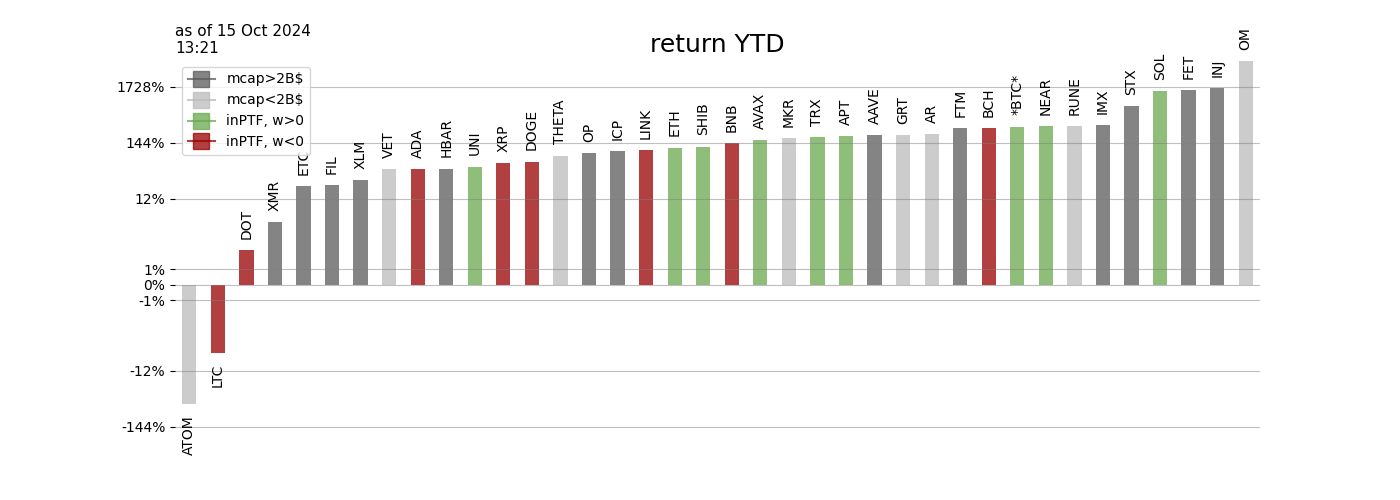 as of 15 Oct 2024
13:21
return YTD
mcap>2B$
mcap<2B$
inPTF, w>0
inPTF, w<0
1728%
144%
12%
1%
0%
-1%
-12%
-144%
ATOM
LTC
DOT
XMR
ETC
FIL
XLM
VET
ADA
HBAR
UNI
XRP
DOGE
THETA
OP
ICP
LINK
ETH
SHIB
BNB
AVAX
MKR
TRX
APT
AAVE
GRT
AR
FTM
BCH
*BTC*
NEAR
RUNE
IMX
STX
SOL
FET
INJ
OM